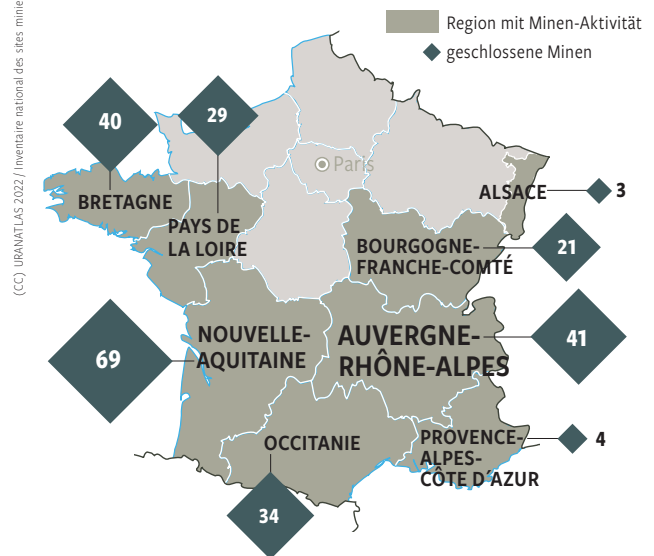 Region mit Minen-Aktivität
geschlossene Minen
(CC) URANATLAS 2022 / Inventaire national des sites
40
29
Paris
BRETAGNE
PAYS DE
LA LOIRE
ALSACE
3
BOURGOGNE-
FRANCHE-COMTÉ
21
69
NOUVELLE-
AQUITAINE
AUVERGNE-
RHÔNE-ALPES
41
OCCITANIE
PROVENCE-
ALPES-
CÔTE D´AZUR
4
34